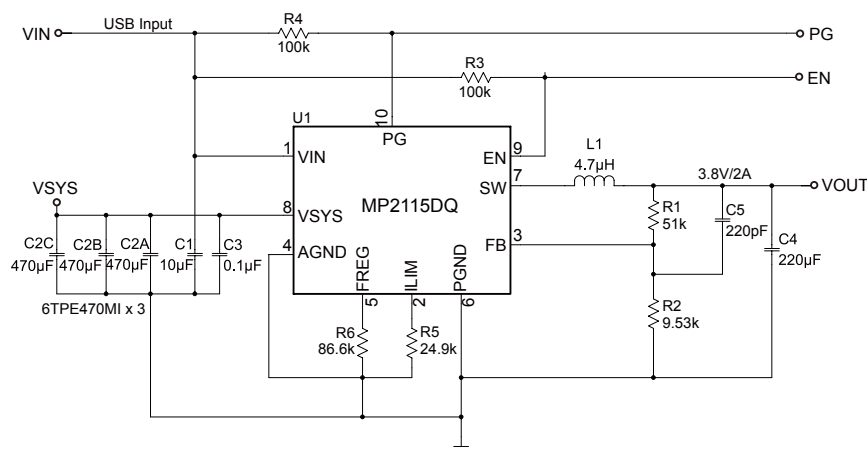 VIN
USB Input
R4
100k
PG
R3
100k
EN
U1
10
PG
1
VIN
EN
9
L1
4.7µH
SW
7
3.8V/2A
VOUT
VSYS
8
VSYS
MP2115DQ
R1
51k
C5
220pF
C4
220µF
C2C
470µF
C2B
470µF
C2A
470µF
C1
10µF
C3
0.1µF
4
AGND
FB
3
FREG
ILIM
PGND
5
2
6
6TPE470MI x 3
R6
86.6k
R5
24.9k
R2
9.53k